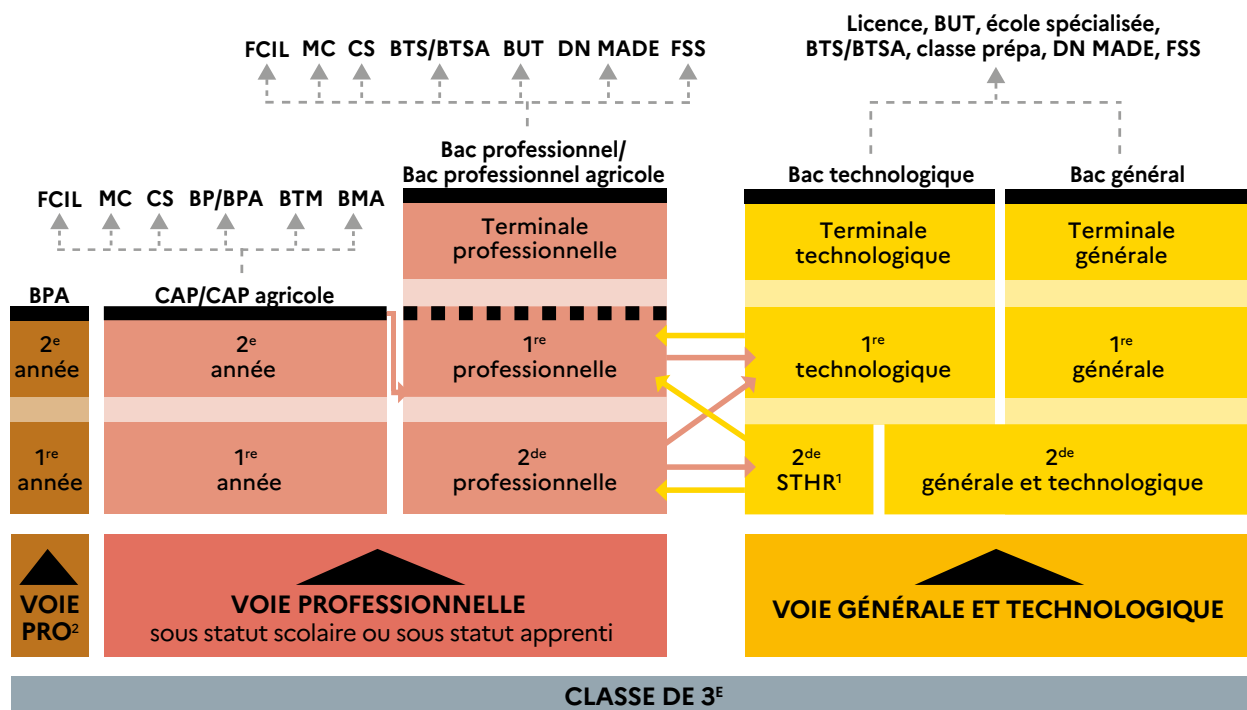 Licence, BUT, école spécialisée,
BTS/BTSA, classe prépa, DN MADE, FSS
FCIL MC CS BTS/BTSA BUT DN MADE FSS
Bac professionnel/
Bac professionnel agricole
Bac technologique
Bac général
FCIL MC CS BP/BPA BTM BMA
Terminale
professionnelle
Terminale
technologique
Terminale
générale
BPA
CAP/CAP agricole
2e
année
2e
année
1re
professionnelle
1re
technologique
1re
générale
1re
année
1re
année
2de
professionnelle
2de
STHR1
2de
générale et technologique
VOIE
PRO2
VOIE PROFESSIONNELLE
sous statut scolaire ou sous statut apprenti
VOIE GÉNÉRALE ET TECHNOLOGIQUE
CLASSE DE 3E